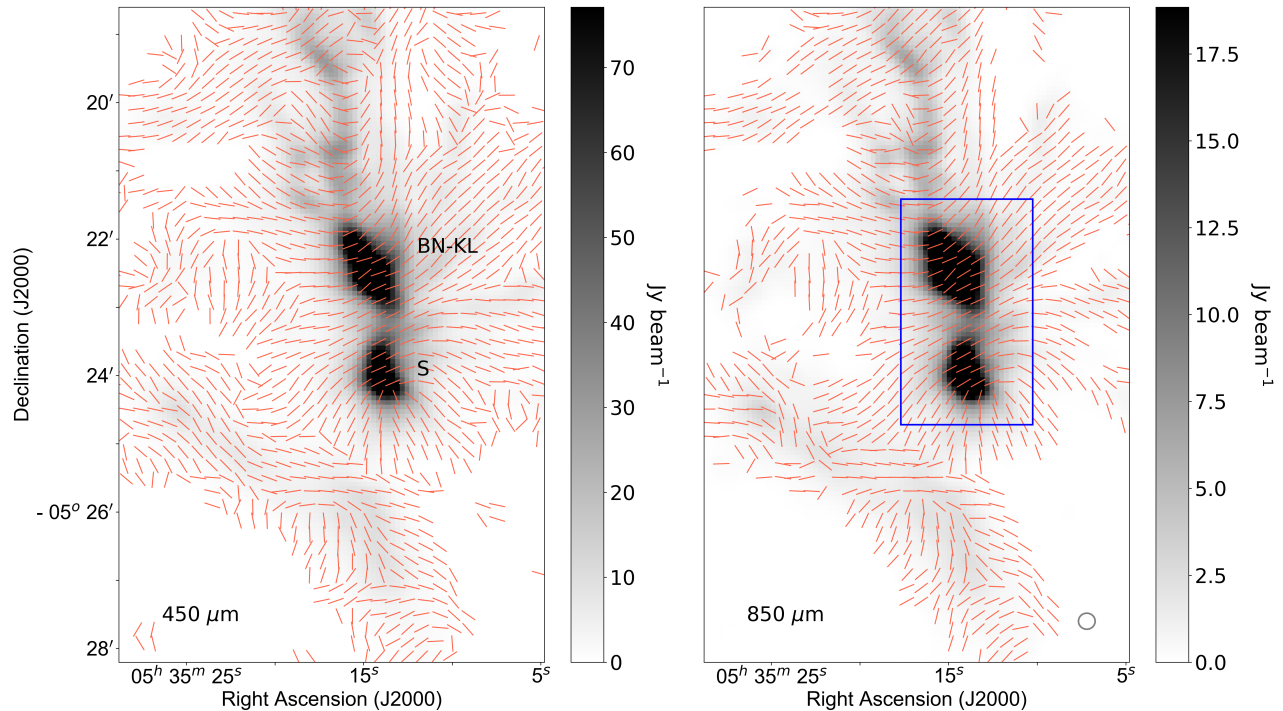 Declination (J2000)
20′
22′
24′
- 05° 26′
28′
BN-KL
S
450 μm
05ʰ 35ᵐ 25ˢ
15ˢ
5ˢ
Right Ascension (J2000)
70
60
50
40
30
20
10
0
Jy beam⁻¹
850 μm
05ʰ 35ᵐ 25ˢ
15ˢ
5ˢ
Right Ascension (J2000)
17.5
15.0
12.5
10.0
7.5
5.0
2.5
0.0
Jy beam⁻¹